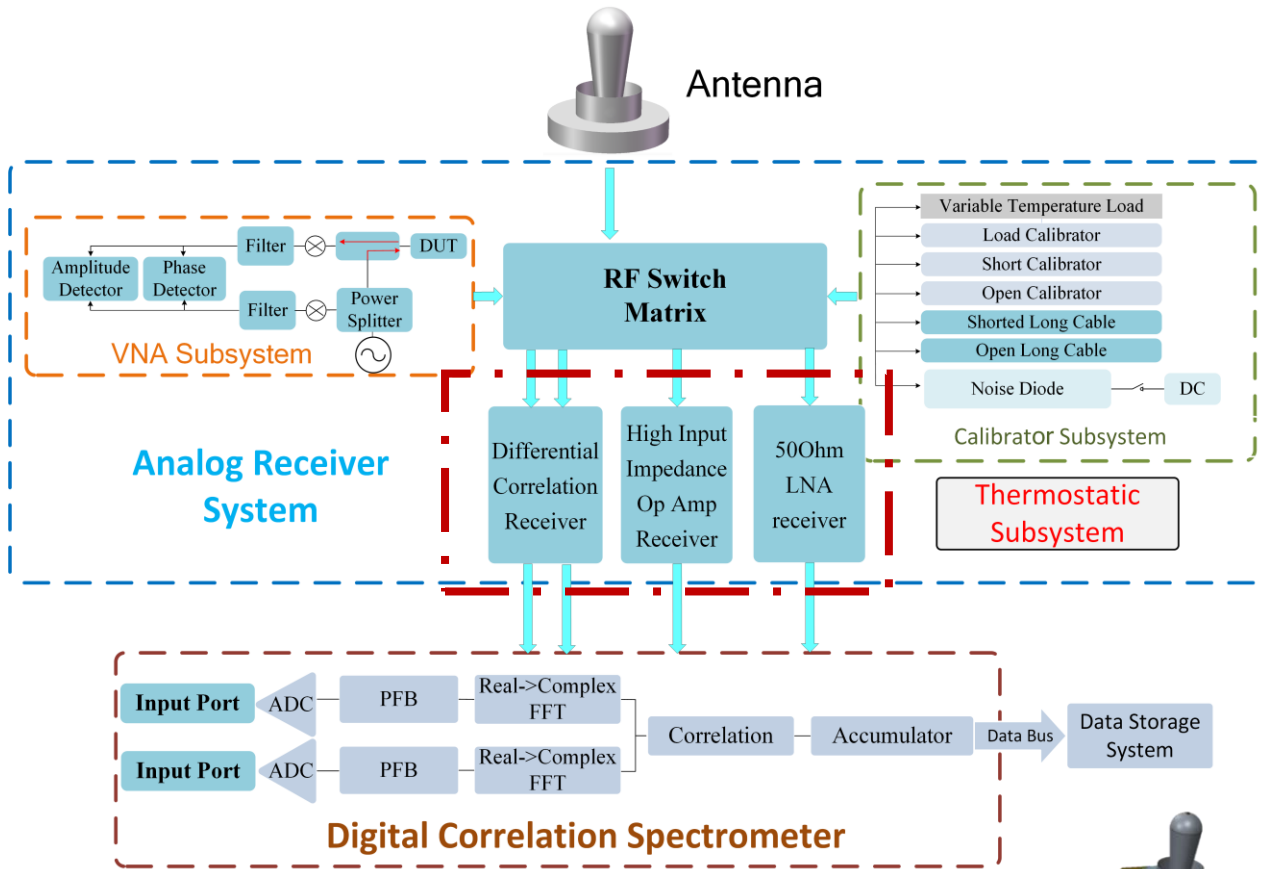 Antenna
Variable Temperature Load
Load Calibrator
Short Calibrator
Open Calibrator
Shorted Long Cable
Open Long Cable
Noise Diode
DC
Calibrator Subsystem
Filter
DUT
Amplitude
Detector
Phase
Detector
Filter
Power
Splitter
VNA Subsystem
RF Switch
Matrix
Analog Receiver
System
Differential
Correlation
Receiver
High Input
Impedance
Op Amp
Receiver
50Ohm
LNA
receiver
Thermostatic
Subsystem
Input Port
ADC
PFB
Real->Complex
FFT
Input Port
ADC
PFB
Real->Complex
FFT
Correlation
Accumulator
Data Bus
Data Storage
System
Digital Correlation Spectrometer